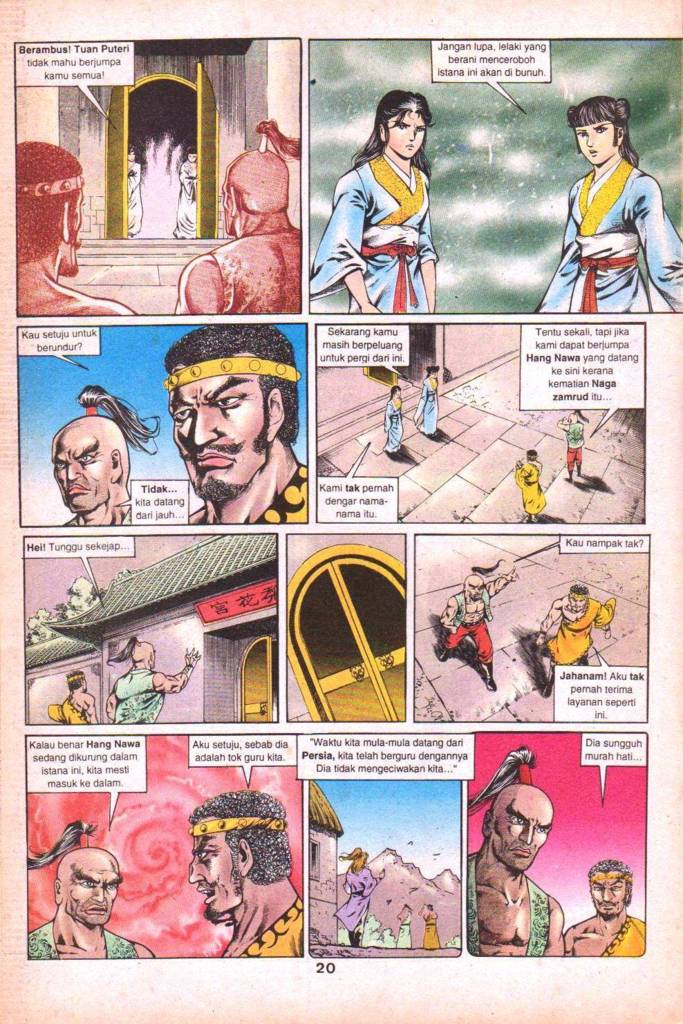 Berambus! Tuan Puteri
tidak mahu berjumpa
kamu semua!
Jangan lupa, lelaki yang
berani menceroboh
istana ini akan di bunuh.
Kau setuju untuk
berundur?
Tidak...
kita datang
dari jauh...
Sekarang kamu
masih berpeluang
untuk pergi dari ini.
Tentu sekali, tapi jika
kami dapat berjumpa
Hang Nawa yang datang
ke sini kerana
kematian Naga
zamrud itu...
Kami tak pernah
dengar nama-
nama itu.
Hei! Tunggu sekejap...
宮花
Kau nampak tak?
Jahanam! Aku tak
pernah terima
layanan seperti
ini.
Kalau benar Hang Nawa
sedang dikurung dalam
istana ini, kita mesti
masuk ke dalam.
Aku setuju, sebab dia
adalah tok guru kita.
"Waktu kita mula-mula datang dari
Persia, kita telah berguru dengannya
Dia tidak mengeciwakan kita..."
Dia sungguh
murah hati...
20